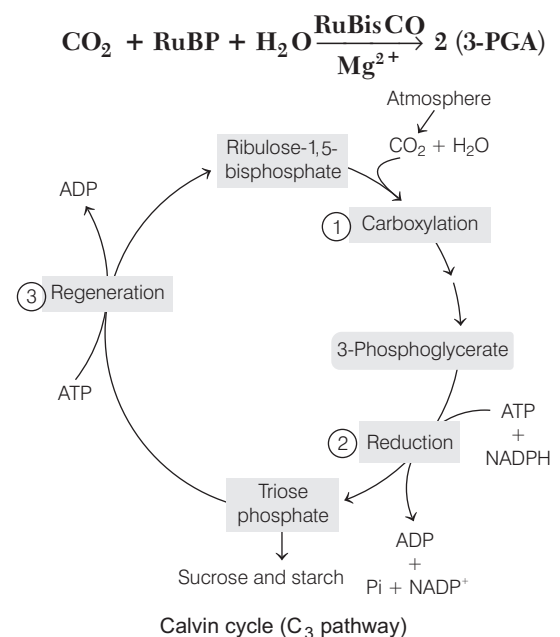 CO₂ + RuBP + H₂O RuBisCO Mg²⁺ → 2 (3-PGA)
Atmosphere
CO₂ + H₂O
Ribulose-1,5-
bisphosphate
① Carboxylation
ADP
③ Regeneration
ATP
3-Phosphoglycerate
ATP
+
NADPH
② Reduction
Triose
phosphate
ADP
+
Pi + NADP⁺
Sucrose and starch
Calvin cycle (C₃ pathway)